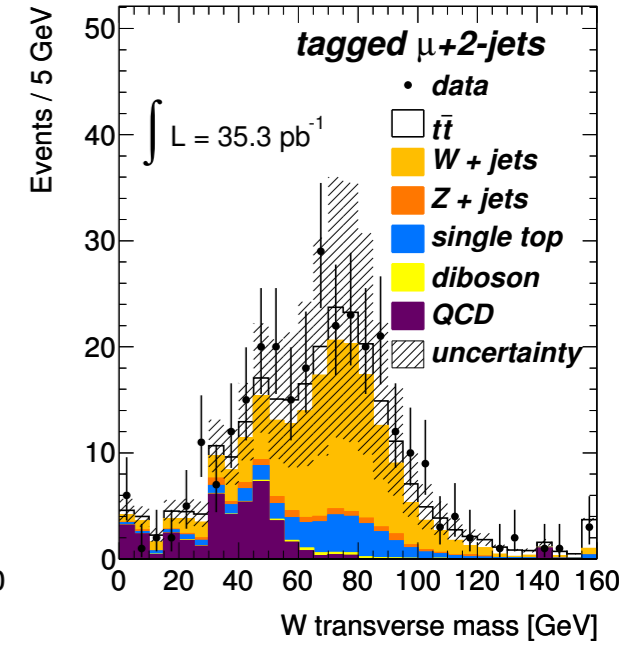 Events / 5 GeV
50
40
30
20
10
0
tagged μ+2-jets
data
tt̄
W + jets
Z + jets
single top
diboson
QCD
uncertainty
∫ L = 35.3 pb⁻¹
0
0 20 40 60 80 100 120 140 160
W transverse mass [GeV]